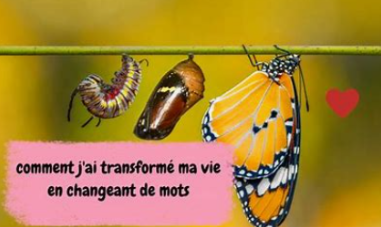 comment j'ai transformé ma vie
en changeant de mots